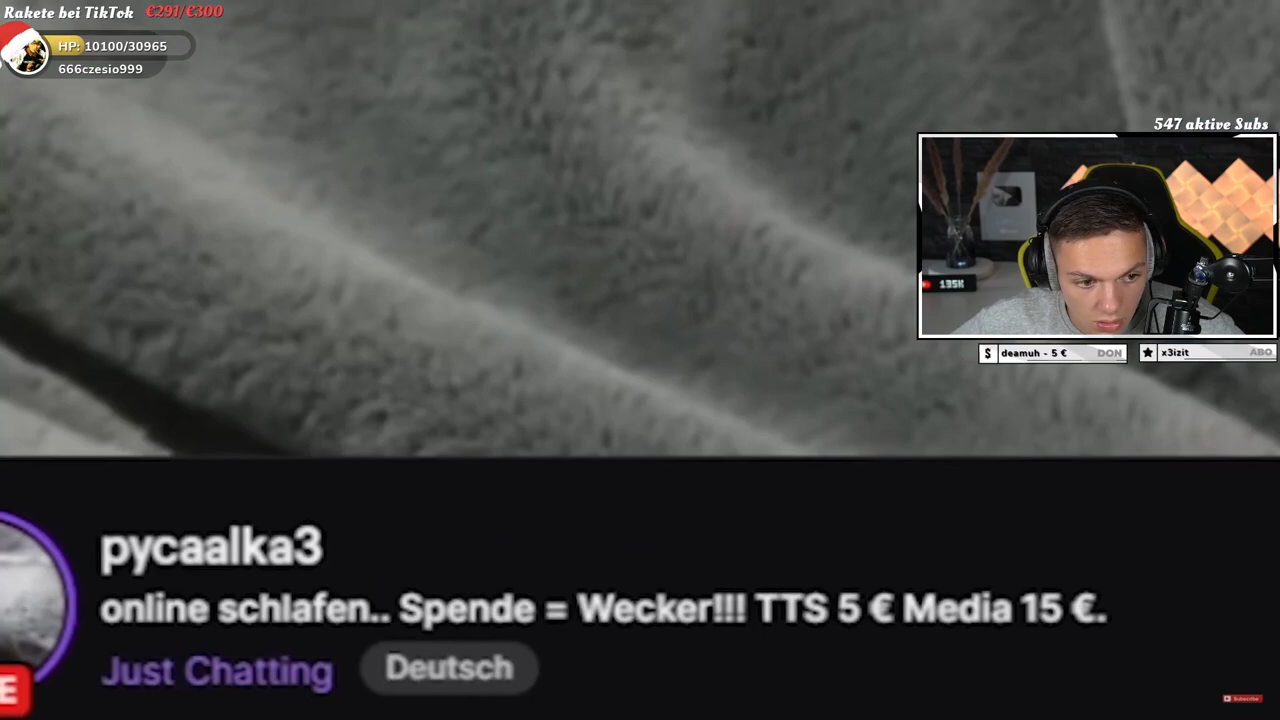 Rakete bei TikTok €291/€300
HP: 10100/30965
666czesio999
547 aktive Subs
135K
$ deamuh - 5 € DON
★ x3izit ABO
pycaalka3
online schlafen.. Spende = Wecker!!! TTS 5 € Media 15 €.
Just Chatting Deutsch
E
Subscribe